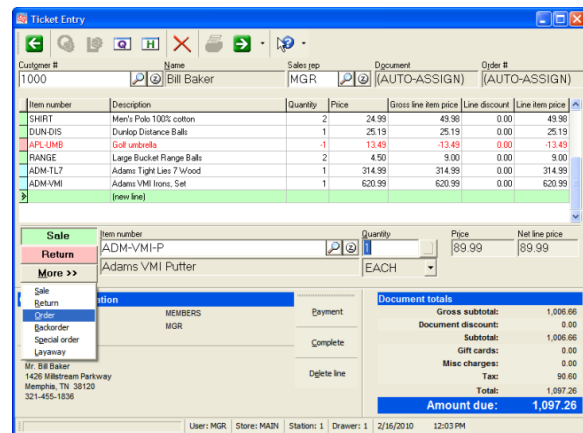 Ticket Entry
Q H
Customer # Name Sales rep Document Order #
1000 Bill Baker MGR (AUTO-ASSIGN) (AUTO-ASSIGN)
Item number Description Quantity Price Gross line item price Line discount Line item price
SHIRT Men's Polo 100% cotton 2 24.99 49.98 0.00 49.98
DUN-DIS Dunlop Distance Balls 1 25.19 25.19 0.00 25.19
APL-UMB Golf umbrella -1 13.49 -13.49 0.00 -13.49
RANGE Large Bucket Range Balls 2 4.50 9.00 0.00 9.00
ADM-TL7 Adams Tight Lies 7 Wood 1 314.99 314.99 0.00 314.99
ADM-VMI Adams VMI Irons, Set 1 620.99 620.99 0.00 620.99
(new line)
Sale Item number Quantity Price Net line price
ADM-VMI-P 1 89.99 89.99
Return
Adams VMI Putter EACH
More >>
Sale
Return
Order
Backorder
Special order
Layaway
MEMBERS
MGR
Mr. Bill Baker
1426 Millstream Parkway
Memphis, TN 38120
321-455-1836
Payment
Complete
Delete line
Document totals
Gross subtotal: 1,006.66
Document discount: 0.00
Subtotal: 1,006.66
Gift cards: 0.00
Misc charges: 0.00
Tax: 90.60
Total: 1,097.26
Amount due: 1,097.26
User: MGR Store: MAIN Station: 1 Drawer: 1 2/16/2010 12:03 PM